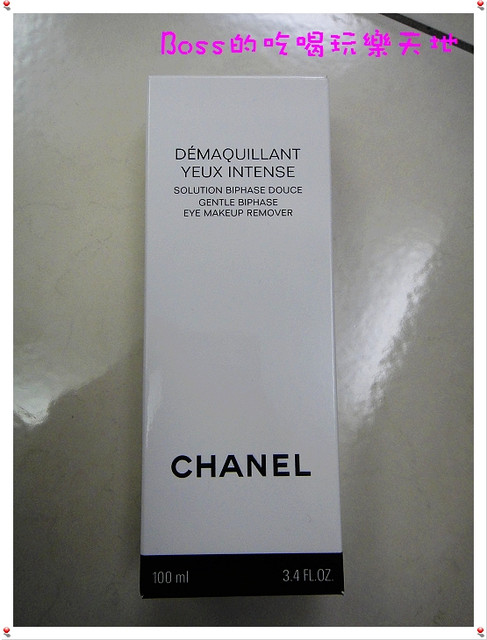 Boss的吃喝玩樂天地
DÉMAQUILLANT
YEUX INTENSE
SOLUTION BIPHASE DOUCE
GENTLE BIPHASE
EYE MAKEUP REMOVER
CHANEL
100 ml 3.4 FL.OZ.